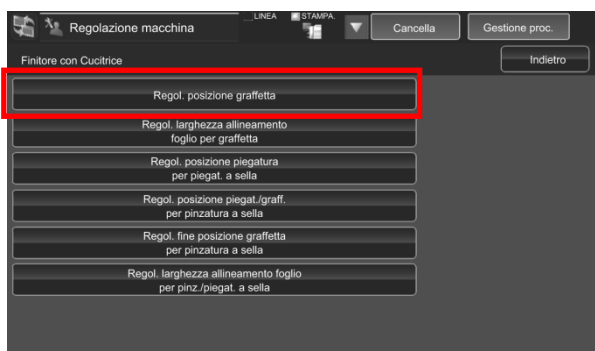 Regolazione macchina
LINEA
STAMPA.
Cancella
Gestione proc.
Finitore con Cucitrice
Indietro
Regol. posizione graffetta
Regol. larghezza allineamento
foglio per graffetta
Regol. posizione piegatura
per piegat. a sella
Regol. posizione piegat./graff.
per pinzatura a sella
Regol. fine posizione graffetta
per pinzatura a sella
Regol. larghezza allineamento foglio
per pinz./piegat. a sella